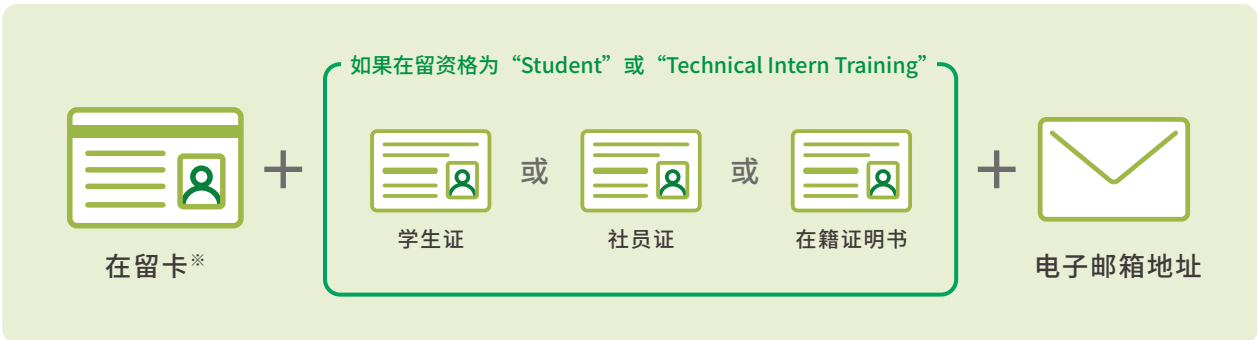 如果在留资格为“Student”或“Technical Intern Training”
在留卡※
+
学生证
或
社员证
或
在籍证明书
+
电子邮箱地址